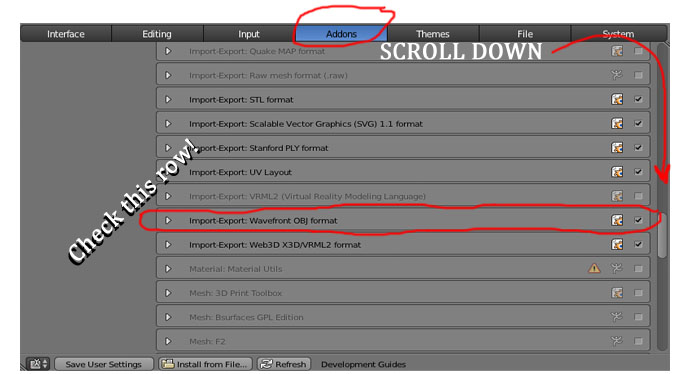 Interface Editing Input Addons Themes File System
Import-Export: Quake MAP format
SCROLL DOWN
Import-Export: Raw mesh format (.raw)
Import-Export: STL format
Import-Export: Scalable Vector Graphics (SVG) 1.1 format
Import-Export: Stanford PLY format
Import-Export: UV Layout
Import-Export: VRML2 (Virtual Reality Modeling Language)
Check this row!
Import-Export: Wavefront OBJ format
Import-Export: Web3D X3D/VRML2 format
Material: Material Utils
Mesh: 3D Print Toolbox
Mesh: Bsurfaces GPL Edition
Mesh: F2
Save User Settings Install from File... Refresh Development Guides